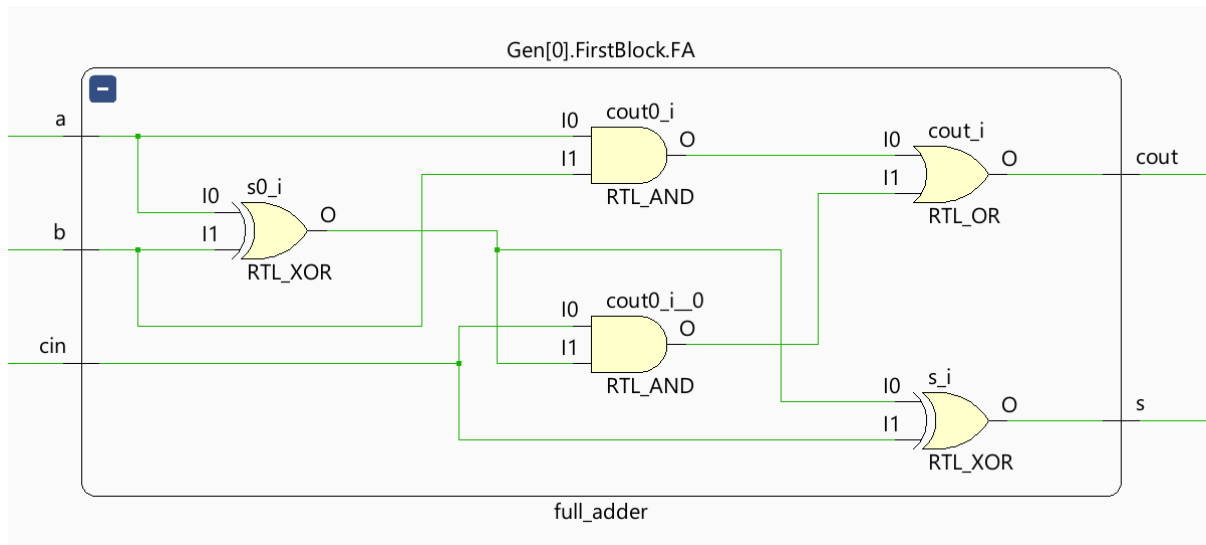 Gen[0].FirstBlock.FA
−
a
I0
cout0_i
O
I1
RTL_AND
I0
cout_i
O
I1
RTL_OR
cout
I0
s0_i
O
I1
RTL_XOR
b
I0
cout0_i__0
O
I1
RTL_AND
cin
I0
s_i
O
I1
RTL_XOR
s
full_adder